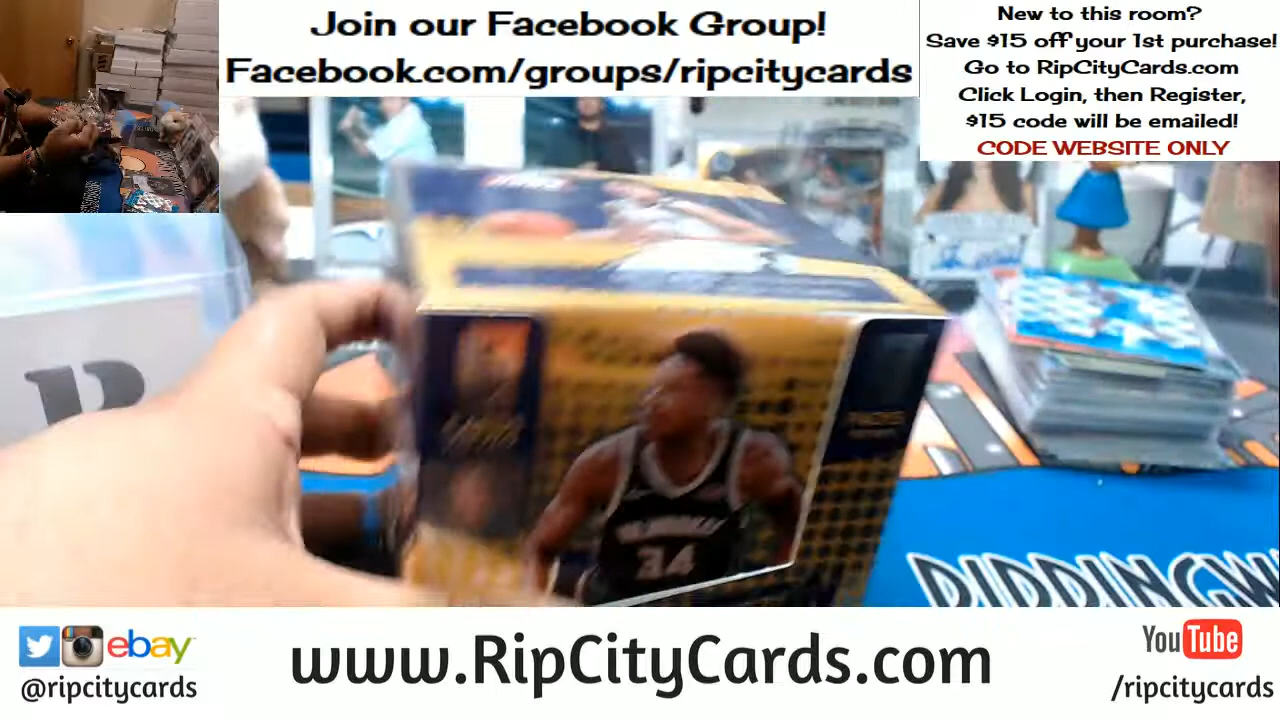 Join our Facebook Group!
Facebook.com/groups/ripcitycards
New to this room?
Save $15 off your 1st purchase!
Go to RipCityCards.com
Click Login, then Register,
$15 code will be emailed!
CODE WEBSITE ONLY
34
RIPPINGW
ebay
@ripcitycards
www.RipCityCards.com
YouTube
/ripcitycards